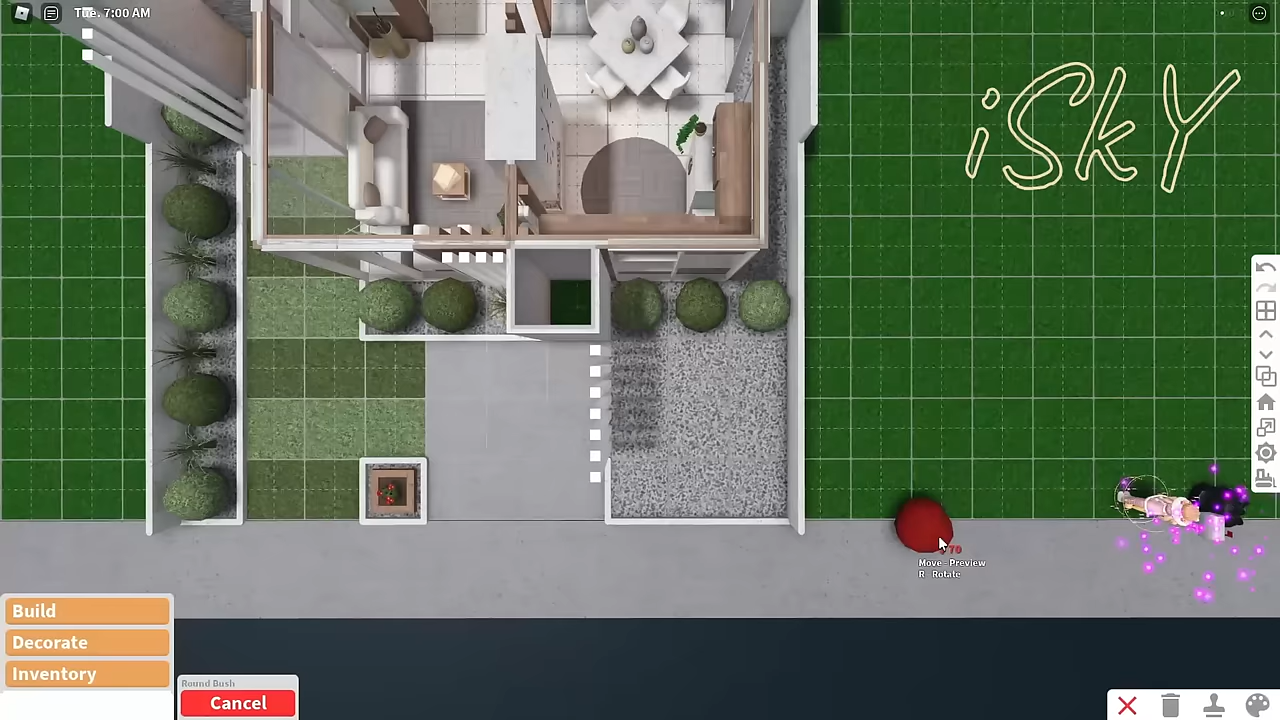 Tue. 7:00 AM
iSkY
Move - Preview
R - Rotate
Build
Decorate
Inventory
Round Bush
Cancel